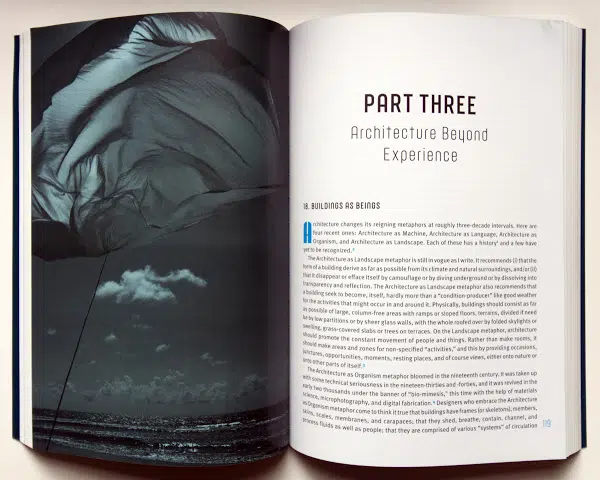 PART THREE
Architecture Beyond
Experience
18. BUILDINGS AS BEINGS
Architecture changes its reigning metaphors at roughly three-decade intervals. Here are
four recent ones: Architecture as Machine, Architecture as Language, Architecture as
Organism, and Architecture as Landscape. Each of these has a history¹ and a few have
yet to be recognized.²
The Architecture as Landscape metaphor is still in vogue as I write. It recommends (i) that the
form of a building derive as far as possible from its climate and natural surroundings, and/or (ii)
that it disappear or efface itself by camouflage or by diving underground or by dissolving into
transparency and reflection. The Architecture as Landscape metaphor also recommends that
a building seek to become, itself, hardly more than a “condition-producer” like good weather
for the activities that might occur in and around it. Physically, buildings should consist as far
as possible of large, column-free areas with ramps or sloped floors, terrains, divided if need
be by low partitions or by sheer glass walls, with the whole roofed over by folded skylights or
swelling, grass-covered slabs or trees on terraces. On the Landscape metaphor, architecture
should promote the constant movement of people and things. Rather than make rooms, it
should make areas and zones for non-specified “activities,” and this by providing occasions,
junctures, opportunities, moments, resting places, and of course views, either onto nature or
onto other parts of itself.³
The Architecture as Organism metaphor bloomed in the nineteenth century. It was taken up
with some technical seriousness in the nineteen-thirties and -forties, and it was revived in the
early two thousands under the banner of “bio-mimesis,” this time with the help of materials
science, microphotography, and digital fabrication.⁴ Designers who embrace the Architecture
as Organism metaphor come to think it true that buildings have frames (or skeletons), members,
skins, scales, membranes, and carapaces; that they shed, breathe, contain, channel, and
process fluids as well as people; that they are comprised of various “systems” of circulation
119